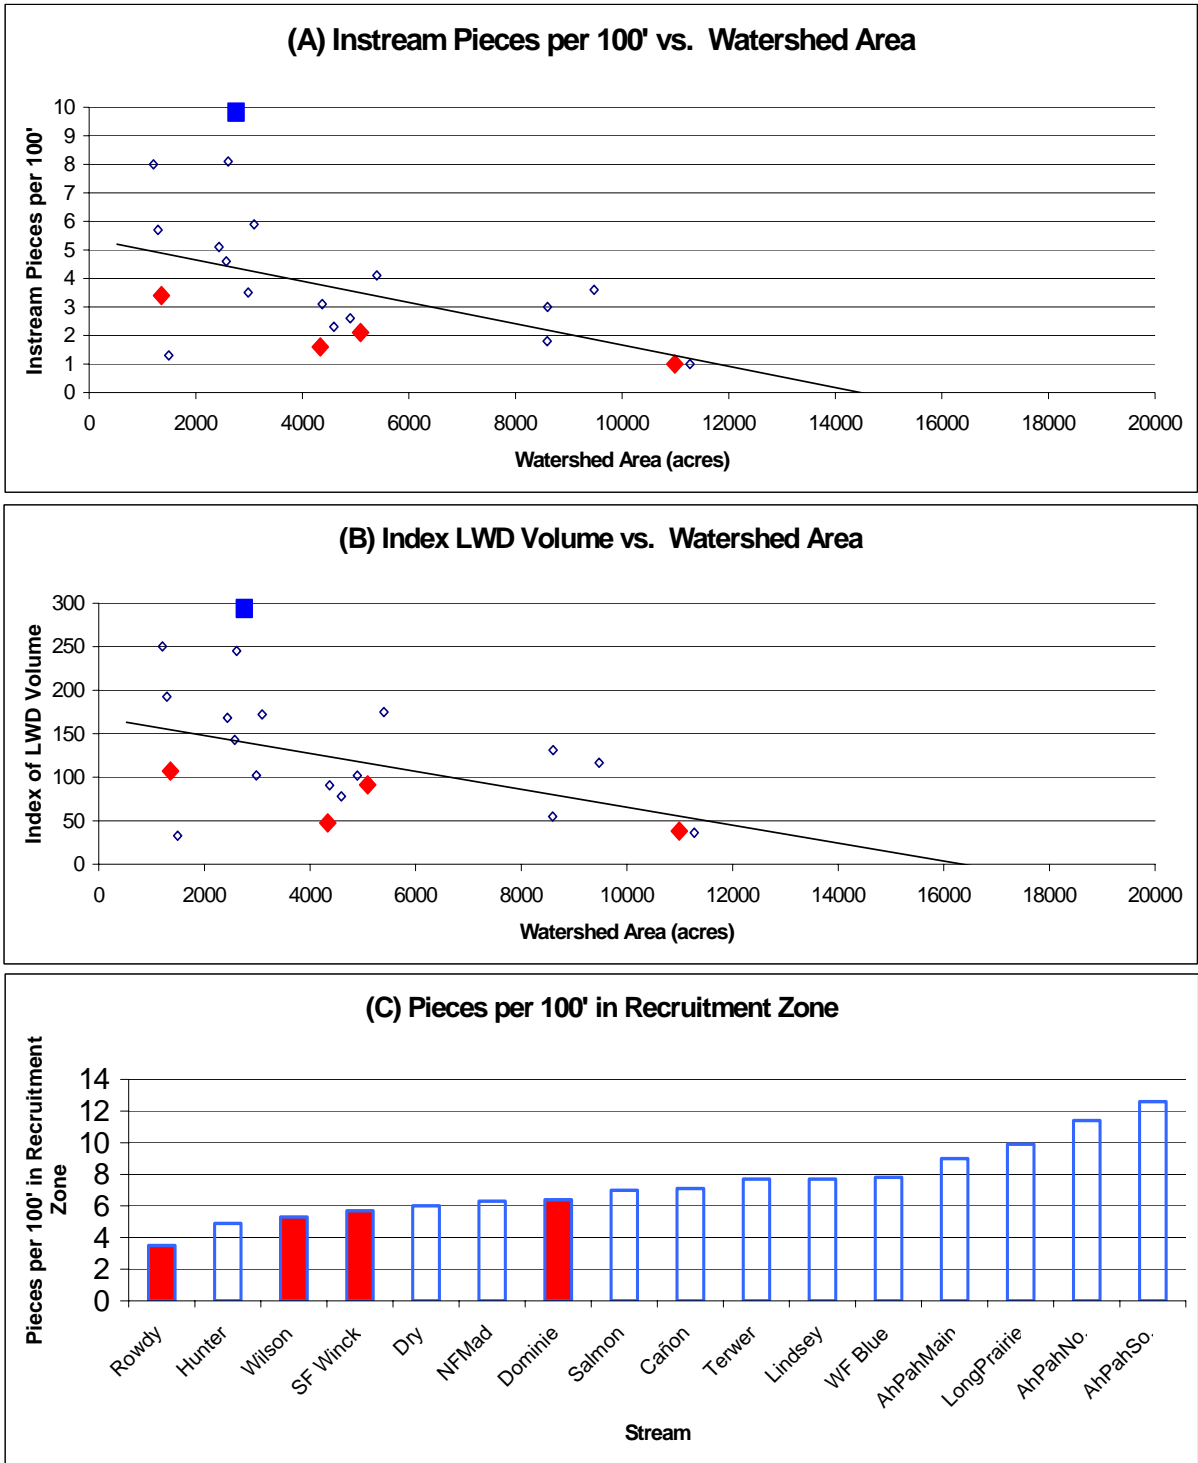 (A) Instream Pieces per 100' vs.  Watershed Area
Instream Pieces per 100'
10
9
8
7
6
5
4
3
2
1
0
0 2000 4000 6000 8000 10000 12000 14000 16000 18000 20000
Watershed Area (acres)
(B) Index LWD Volume vs.  Watershed Area
Index of LWD Volume
300
250
200
150
100
50
0
0 2000 4000 6000 8000 10000 12000 14000 16000 18000 20000
Watershed Area (acres)
(C) Pieces per 100' in Recruitment Zone
Pieces per 100' in Recruitment
Zone
14
12
10
8
6
4
2
0
Rowdy
Hunter
Wilson
SF Winck
Dry
NFMad
Dominie
Salmon
Cañon
Terwer
Lindsey
WF Blue
AhPahMain
LongPrairie
AhPahNo.
AhPahSo.
Stream